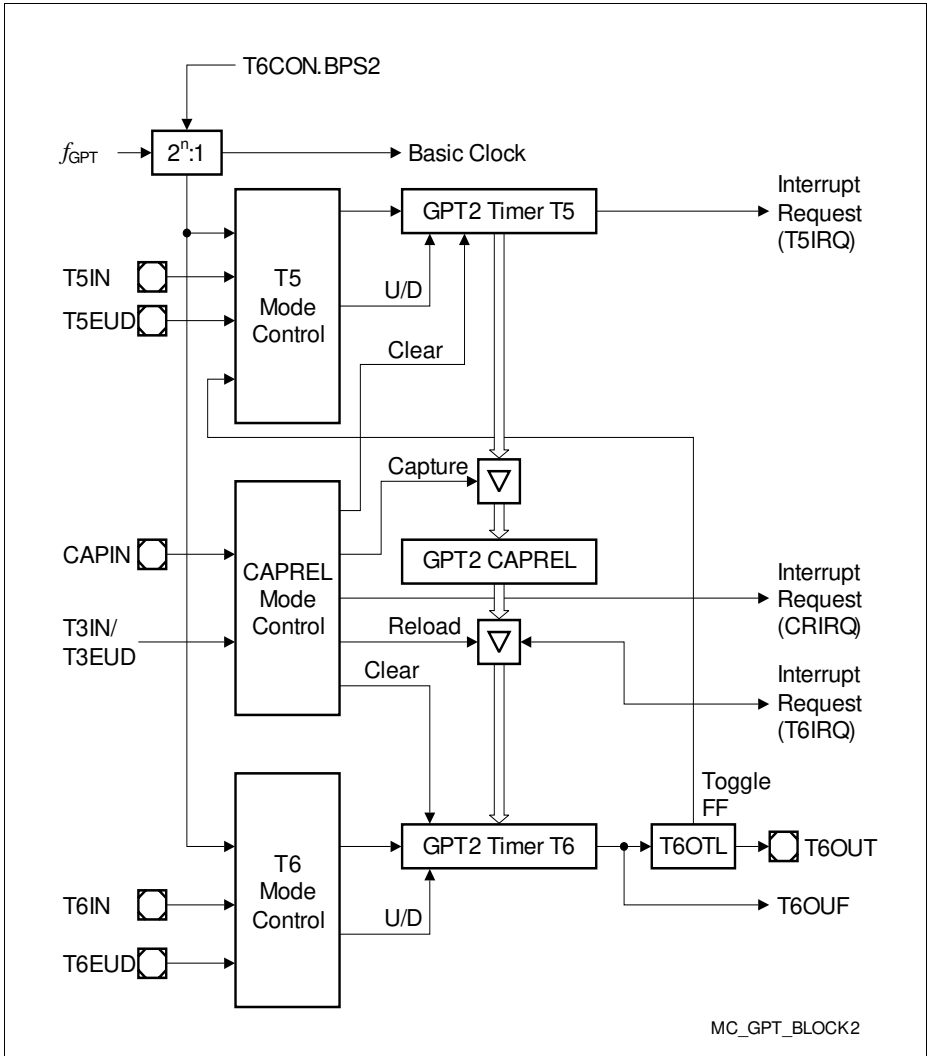 T6CON.BPS2
fGPT
2n:1
Basic Clock
Interrupt
Request
(T5IRQ)
GPT2 Timer T5
T5IN
T5
Mode
Control
U/D
T5EUD
Clear
Capture
CAPIN
GPT2 CAPREL
CAPREL
Mode
Control
Interrupt
Request
(CRIRQ)
T3IN/
T3EUD
Reload
Clear
Interrupt
Request
(T6IRQ)
Toggle
FF
GPT2 Timer T6
T6OTL
T6OUT
T6
Mode
Control
T6IN
U/D
T6OUF
T6EUD
MC_GPT_BLOCK2